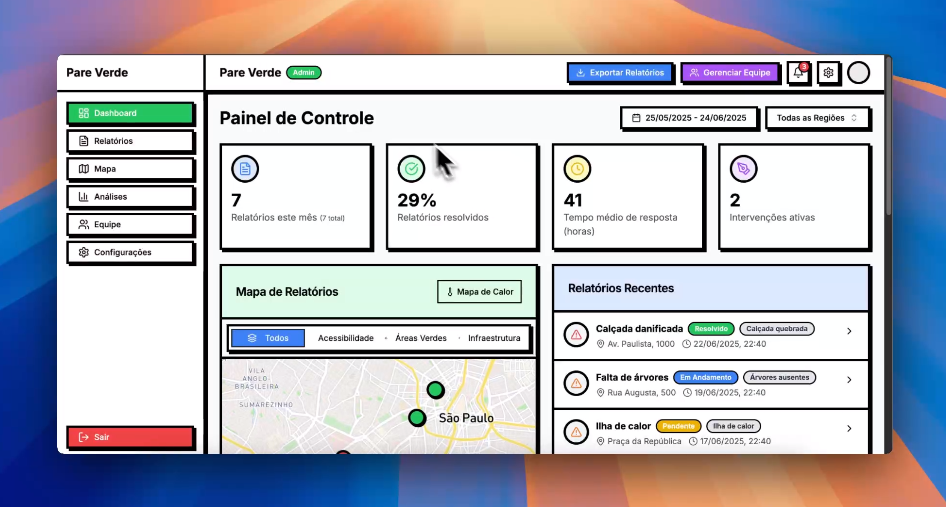 Pare Verde
Pare Verde Admin
Exportar Relatórios
Gerenciar Equipe
3
Dashboard
Relatórios
Mapa
Análises
Equipe
Configurações
Sair
Painel de Controle
25/05/2025 - 24/06/2025
Todas as Regiões
7
Relatórios este mês (7 total)
29%
Relatórios resolvidos
41
Tempo médio de resposta
(horas)
2
Intervenções ativas
Mapa de Relatórios
Mapa de Calor
Todos Acessibilidade • Áreas Verdes • Infraestrutura
VILA
ANGLO-
BRASILEIRA
SUMAREZINHO
São Paulo
Relatórios Recentes
Calçada danificada Resolvido Calçada quebrada
Av. Paulista, 1000 22/06/2025, 22:40
Falta de árvores Em Andamento Árvores ausentes
Rua Augusta, 500 19/06/2025, 22:40
Ilha de calor Pendente Ilha de calor
Praça da República 17/06/2025, 22:40